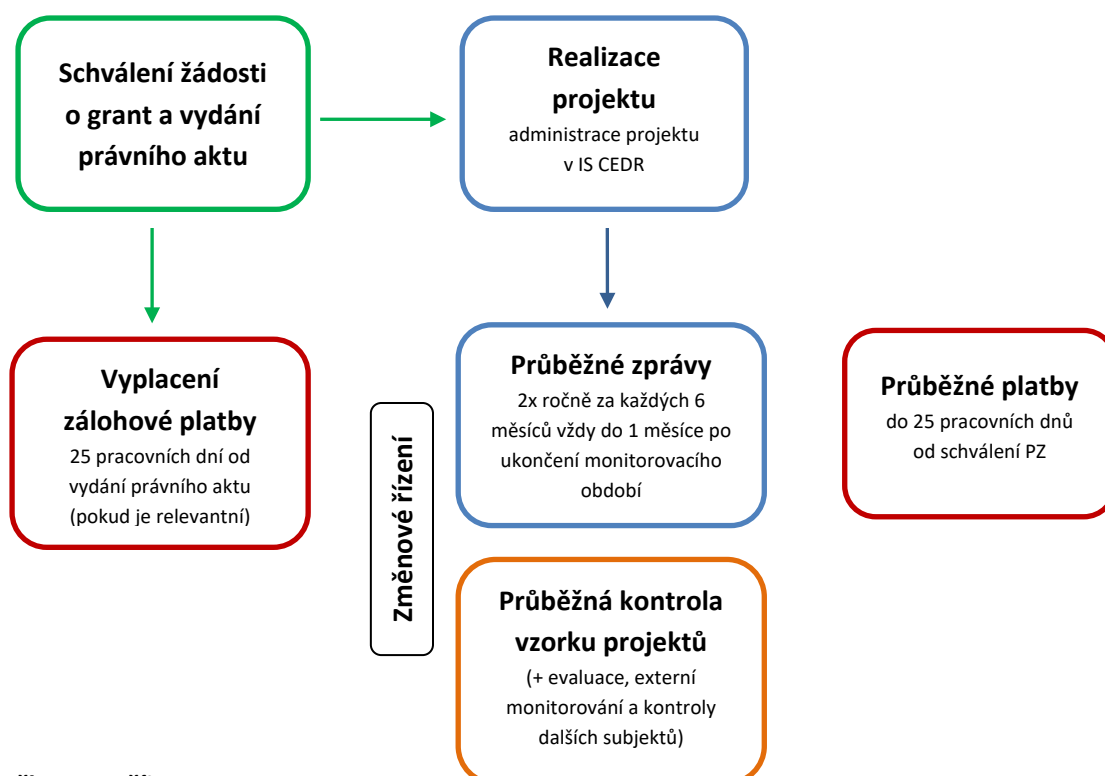 Schválení žádosti
o grant a vydání
právního aktu
Realizace
projektu
administrace projektu
v IS CEDR
Vyplacení
zálohové platby
25 pracovních dní od
vydání právního aktu
(pokud je relevantní)
Změnové řízení
Průběžné zprávy
2x ročně za každých 6
měsíců vždy do 1 měsíce po
ukončení monitorovacího
období
Průběžné platby
do 25 pracovních dnů
od schválení PZ
Průběžná kontrola
vzorku projektů
(+ evaluace, externí
monitorování a kontroly
dalších subjektů)